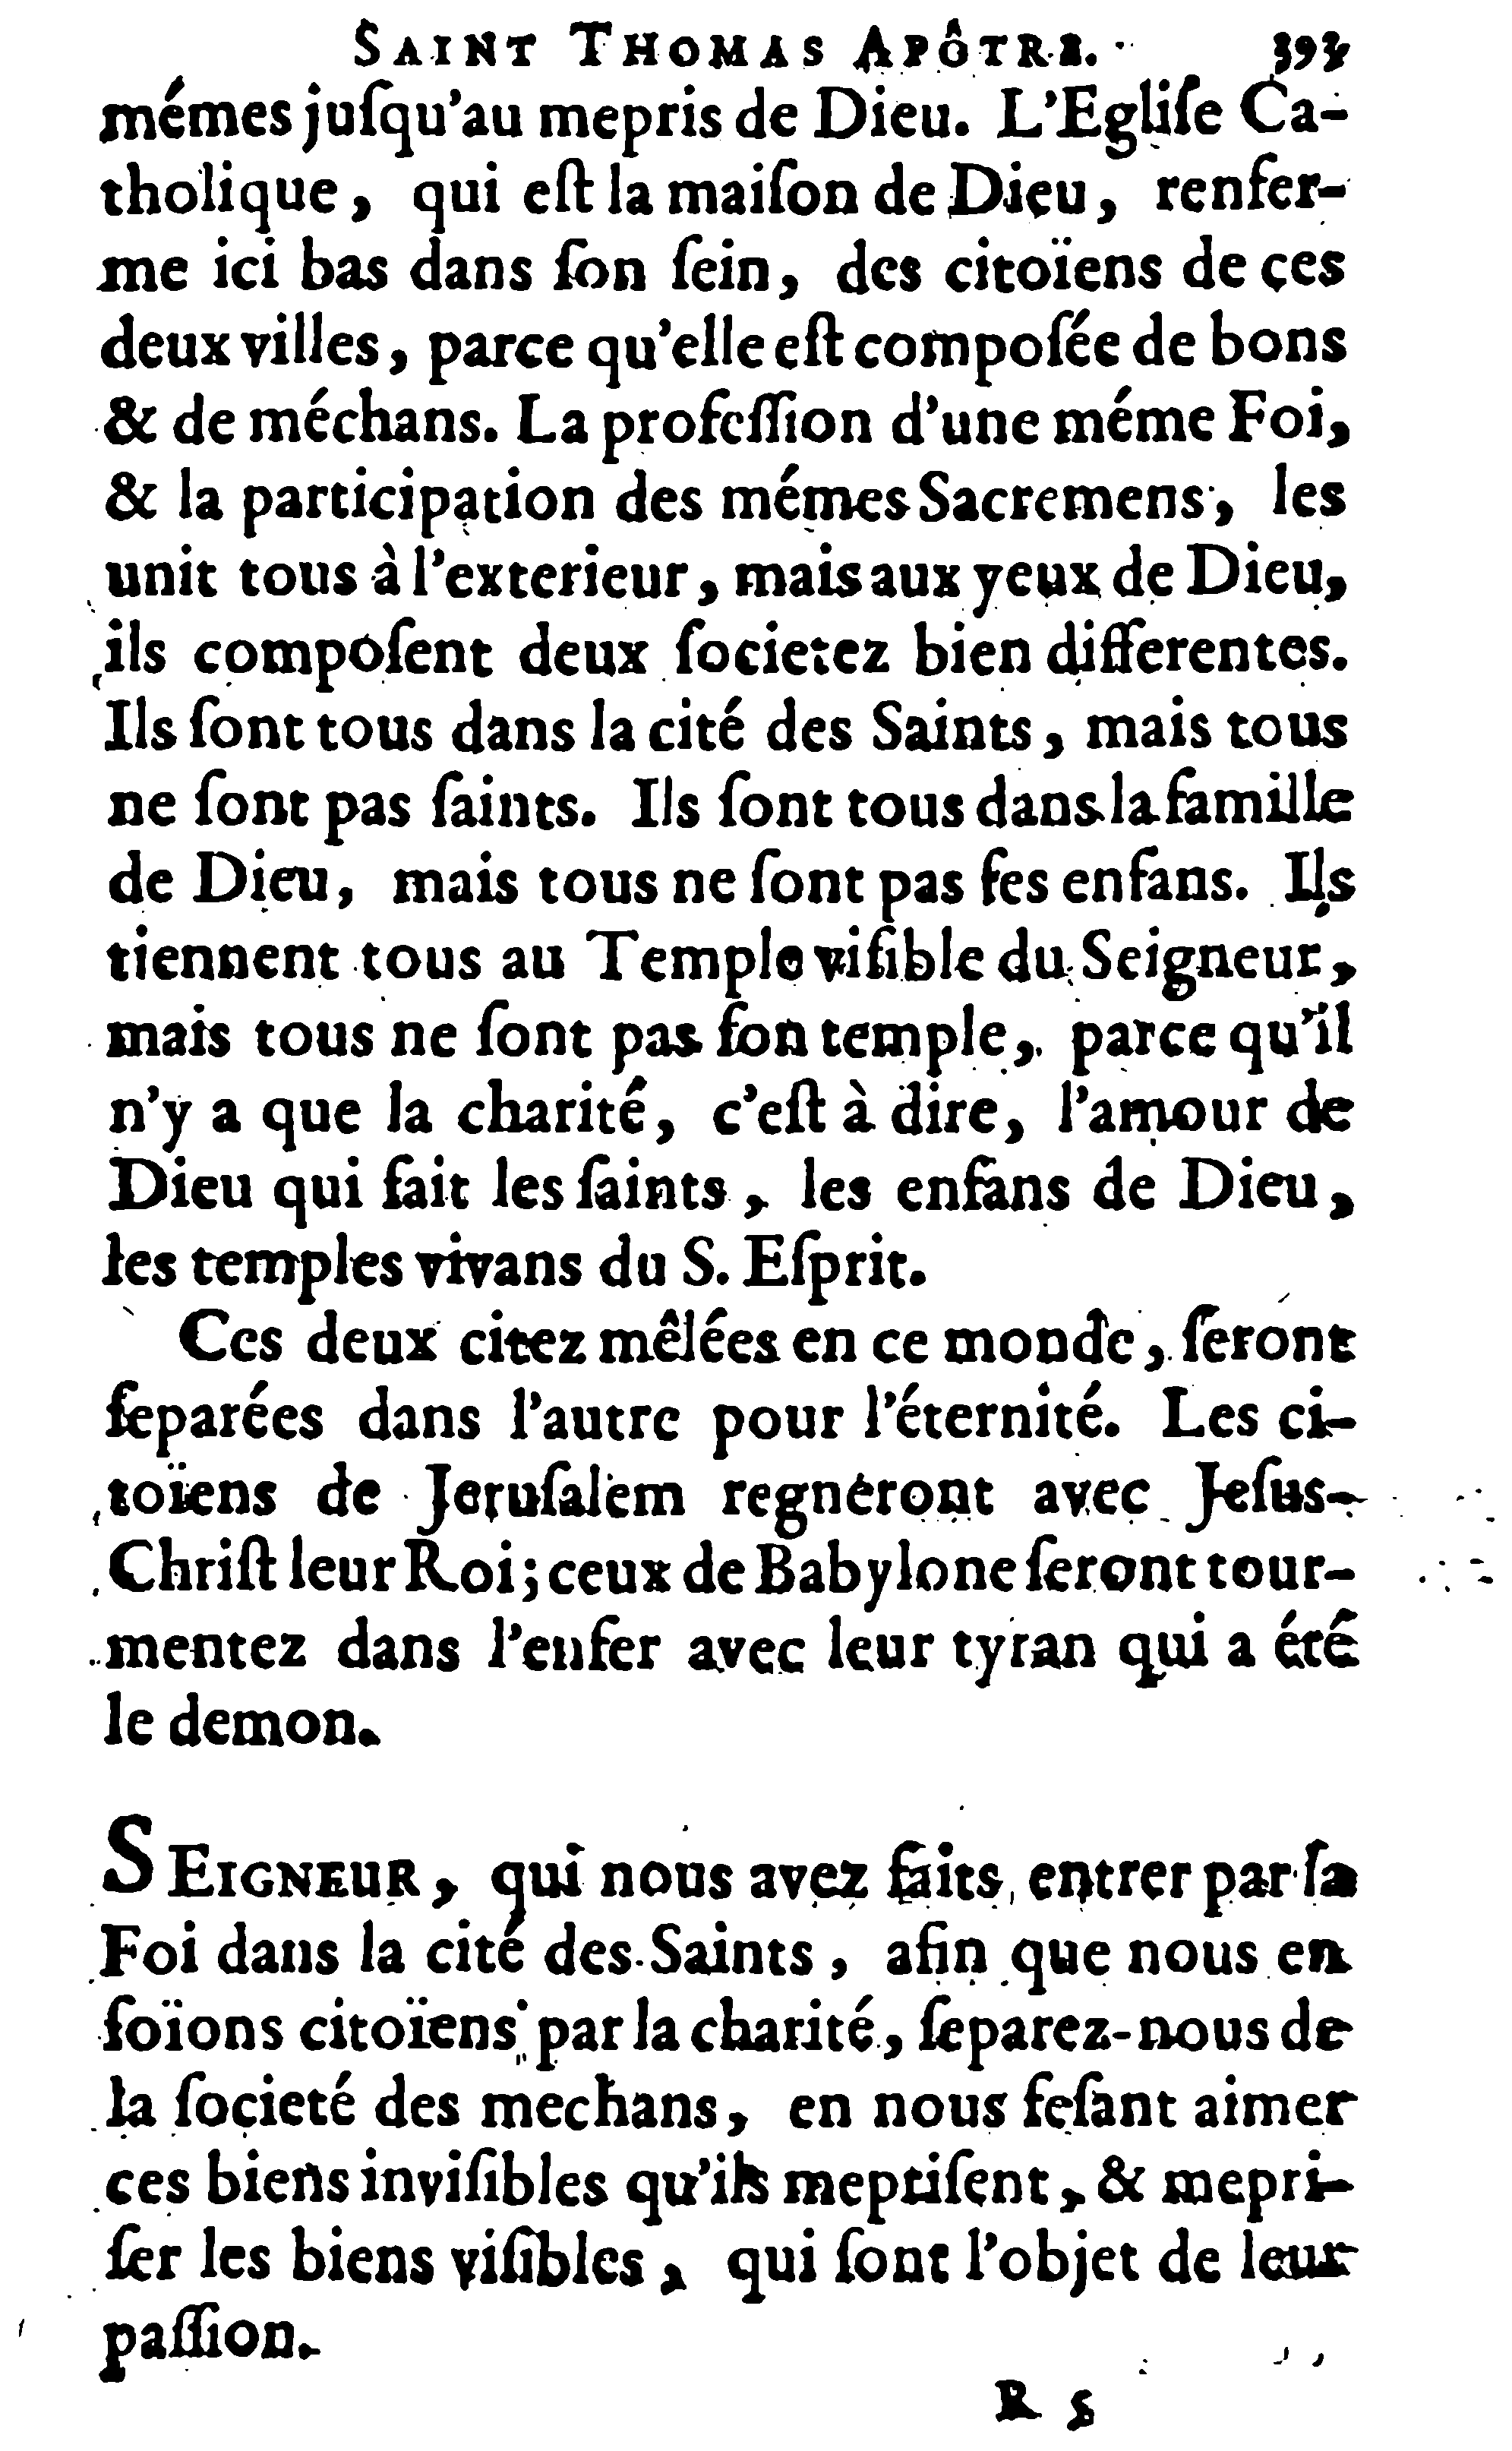 SAINT THOMAS APÔTRE. 393
mémes juſqu'au mepris de Dieu. L'Egliſe Ca-
tholique, qui eſt la maiſon de Dieu, renfer-
me ici bas dans ſon ſein, des citoïens de ces
deux villes, parce qu'elle eſt compoſée de bons
& de méchans. La profeſſion d'une méme Foi,
& la participation des mémes Sacremens, les
unit tous à l'exterieur, mais aux yeux de Dieu,
ils compoſent deux ſocietez bien differentes.
Ils ſont tous dans la cité des Saints, mais tous
ne ſont pas ſaints. Ils ſont tous dans la famille
de Dieu, mais tous ne ſont pas ſes enfans. Ils
tiennent tous au Temple viſible du Seigneur,
mais tous ne ſont pas ſon temple, parce qu'il
n'y a que la charité, c'eſt à dire, l'amour de
Dieu qui fait les ſaints, les enfans de Dieu,
les temples vivans du S. Eſprit.
Ces deux citez mêlées en ce monde, ſeront
ſeparées dans l'autre pour l'éternité. Les ci-
toïens de Jeruſalem regneront avec Jeſus-
Chriſt leur Roi; ceux de Babylone ſeront tour-
mentez dans l'enfer avec leur tyran qui a été
le demon.
SEIGNEUR, qui nous avez faits entrer par la
Foi dans la cité des Saints, afin que nous en
ſoïons citoïens par la charité, ſeparez-nous de
la ſocieté des mechans, en nous feſant aimer
ces biens inviſibles qu'ils mepriſent, & mepri-
ſer les biens viſibles, qui ſont l'objet de leur
paſſion.
R 5